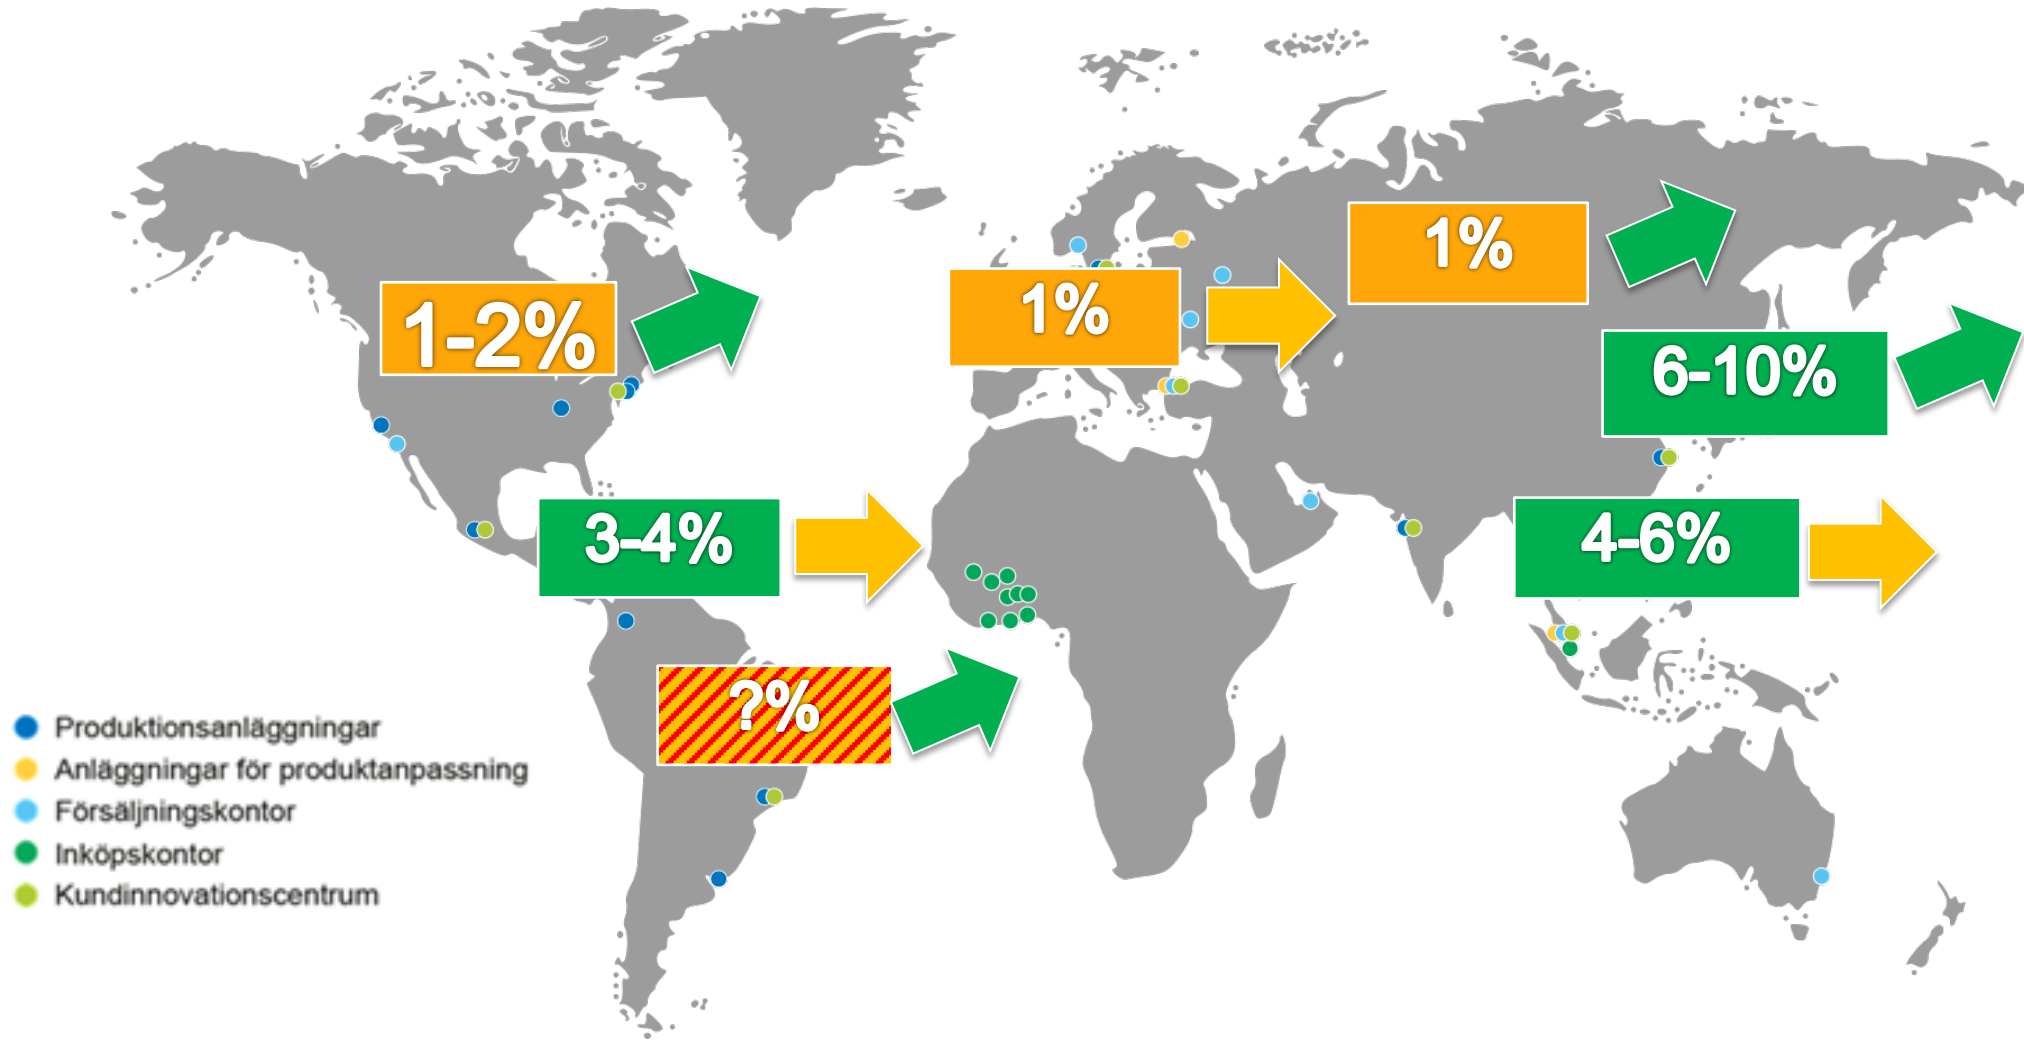 1%
1%
1-2%
6-10%
3-4%
4-6%
?%
Produktionsanläggningar
Anläggningar för produktanpassning
Försäljningskontor
Inköpskontor
Kundinnovationscentrum